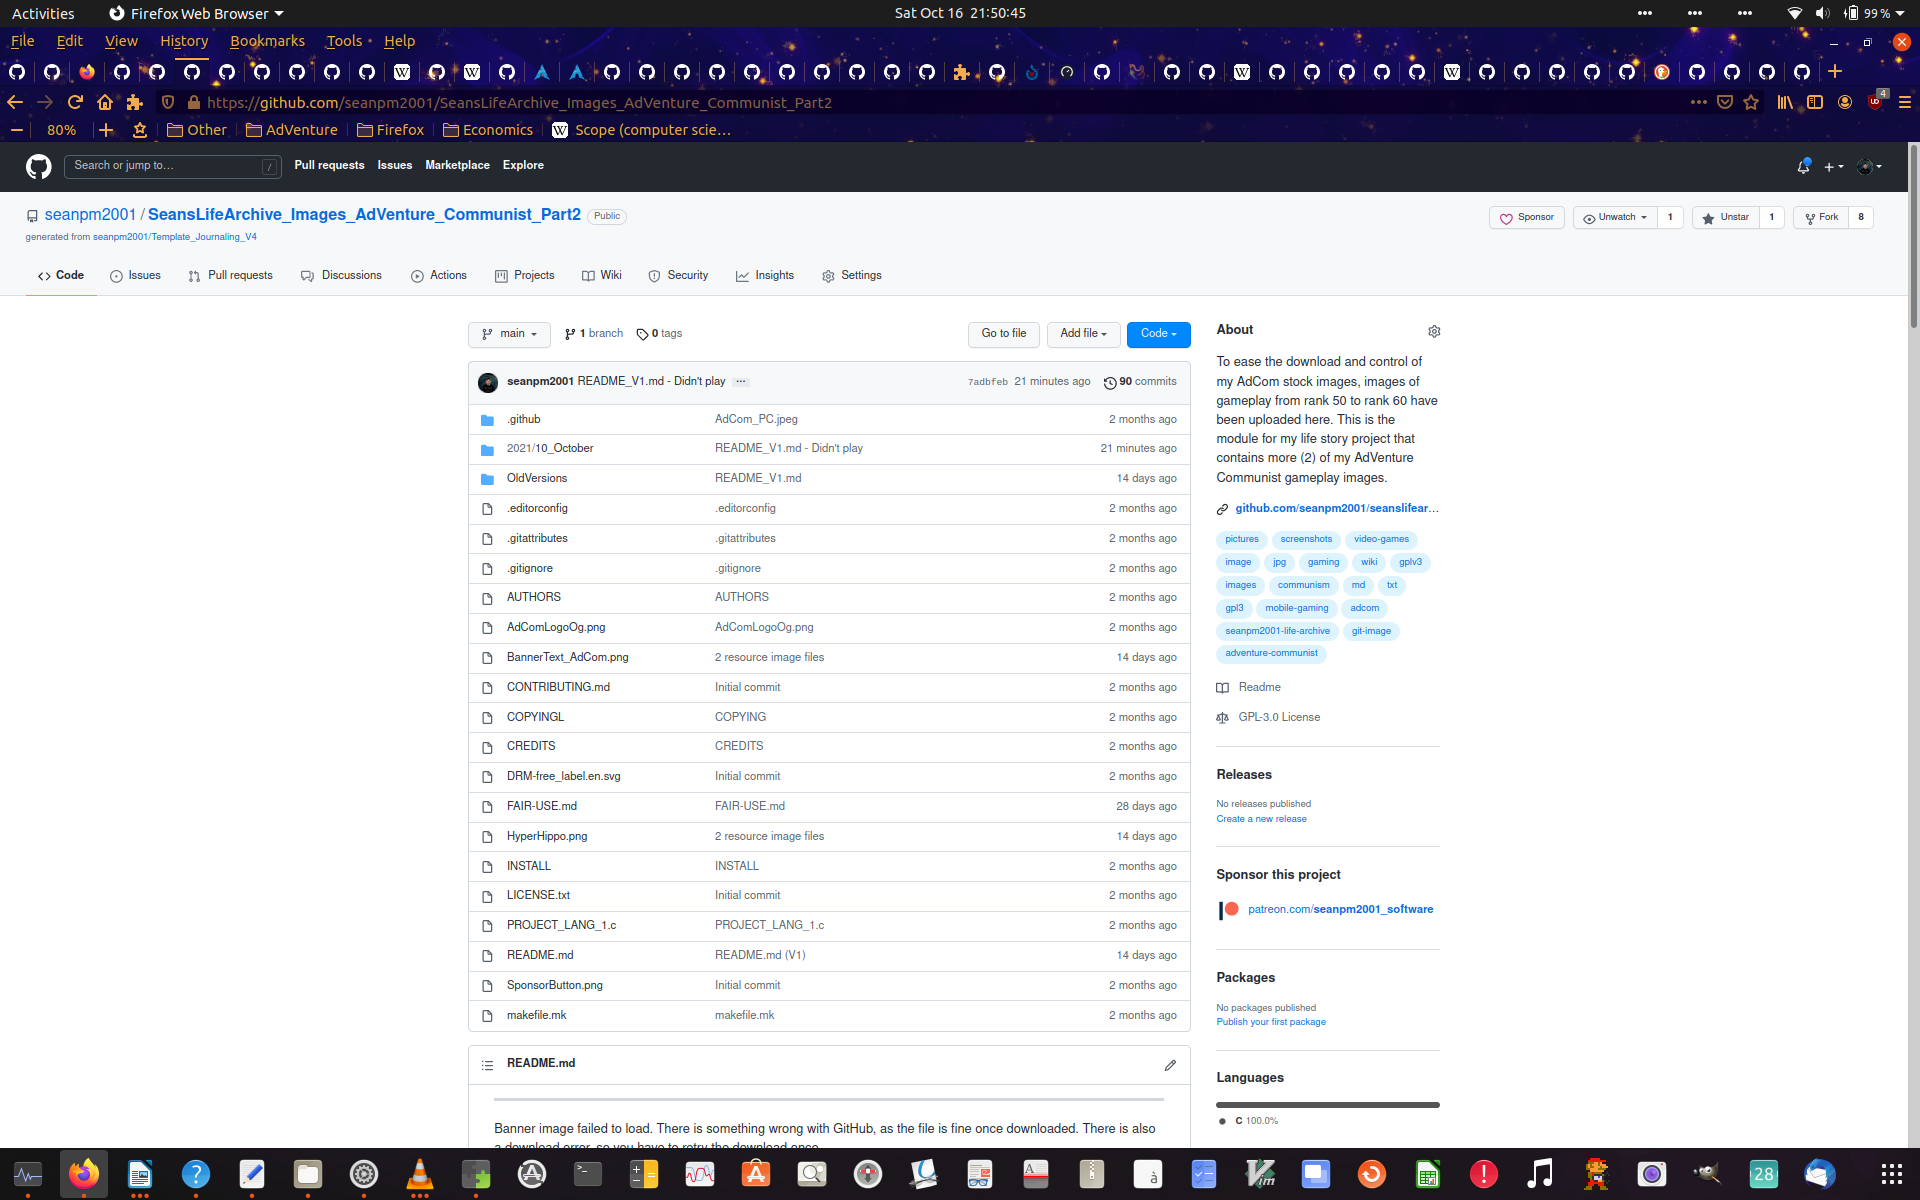 Activities Firefox Web Browser Sat Oct 16 21:50:45 99 %
File Edit View History Bookmarks Tools Help
https://github.com/seanpm2001/SeansLifeArchive_Images_AdVenture_Communist_Part2 4
80% Other AdVenture Firefox Economics Scope (computer scie…
Search or jump to… / Pull requests Issues Marketplace Explore
seanpm2001 / SeansLifeArchive_Images_AdVenture_Communist_Part2 Public
Sponsor Unwatch 1 Unstar 1 Fork 8
generated from seanpm2001/Template_Journaling_V4
Code Issues Pull requests Discussions Actions Projects Wiki Security Insights Settings
main 1 branch 0 tags Go to file Add file Code
seanpm2001 README_V1.md - Didn't play ... 7adbfeb 21 minutes ago 90 commits
.github AdCom_PC.jpeg 2 months ago
2021/10_October README_V1.md - Didn't play 21 minutes ago
OldVersions README_V1.md 14 days ago
.editorconfig .editorconfig 2 months ago
.gitattributes .gitattributes 2 months ago
.gitignore .gitignore 2 months ago
AUTHORS AUTHORS 2 months ago
AdComLogoOg.png AdComLogoOg.png 2 months ago
BannerText_AdCom.png 2 resource image files 14 days ago
CONTRIBUTING.md Initial commit 2 months ago
COPYINGL COPYING 2 months ago
CREDITS CREDITS 2 months ago
DRM-free_label.en.svg Initial commit 2 months ago
FAIR-USE.md FAIR-USE.md 28 days ago
HyperHippo.png 2 resource image files 14 days ago
INSTALL INSTALL 2 months ago
LICENSE.txt Initial commit 2 months ago
PROJECT_LANG_1.c PROJECT_LANG_1.c 2 months ago
README.md README.md (V1) 14 days ago
SponsorButton.png Initial commit 2 months ago
makefile.mk makefile.mk 2 months ago
README.md
Banner image failed to load. There is something wrong with GitHub, as the file is fine once downloaded. There is also
a download error, so you have to retry the download once
About
To ease the download and control of
my AdCom stock images, images of
gameplay from rank 50 to rank 60 have
been uploaded here. This is the
module for my life story project that
contains more (2) of my AdVenture
Communist gameplay images.
github.com/seanpm2001/seanslifear…
pictures screenshots video-games
image jpg gaming wiki gplv3
images communism md txt
gpl3 mobile-gaming adcom
seanpm2001-life-archive git-image
adventure-communist
Readme
GPL-3.0 License
Releases
No releases published
Create a new release
Sponsor this project
patreon.com/seanpm2001_software
Packages
No packages published
Publish your first package
Languages
C 100.0%
28